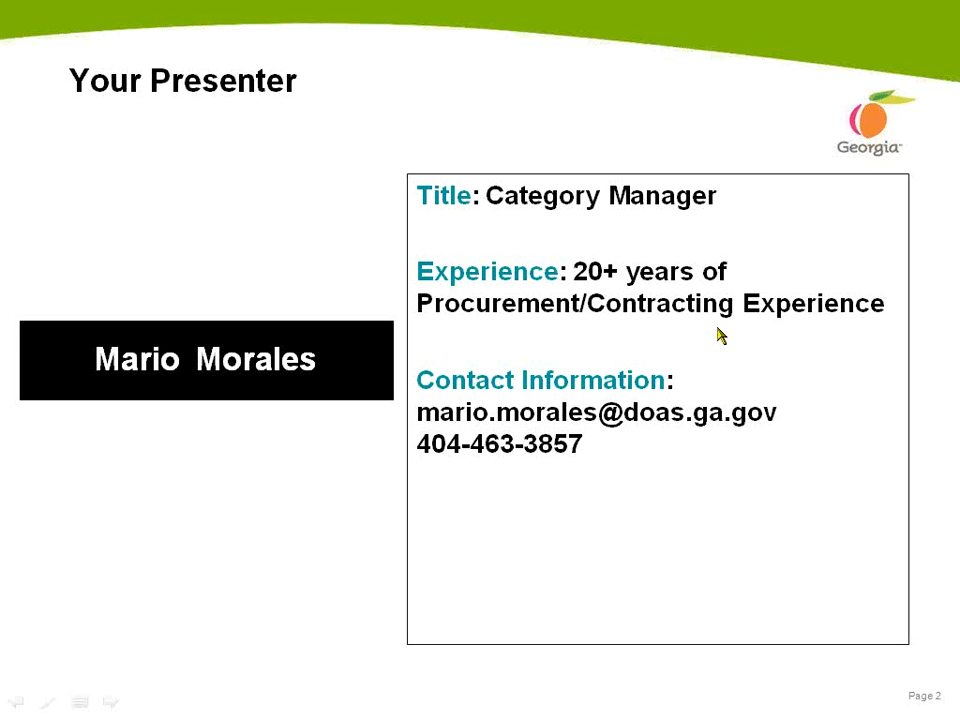 Your Presenter
Georgia™
Title: Category Manager
Experience: 20+ years of
Procurement/Contracting Experience
Mario Morales
Contact Information:
mario.morales@doas.ga.gov
404-463-3857
Page 2